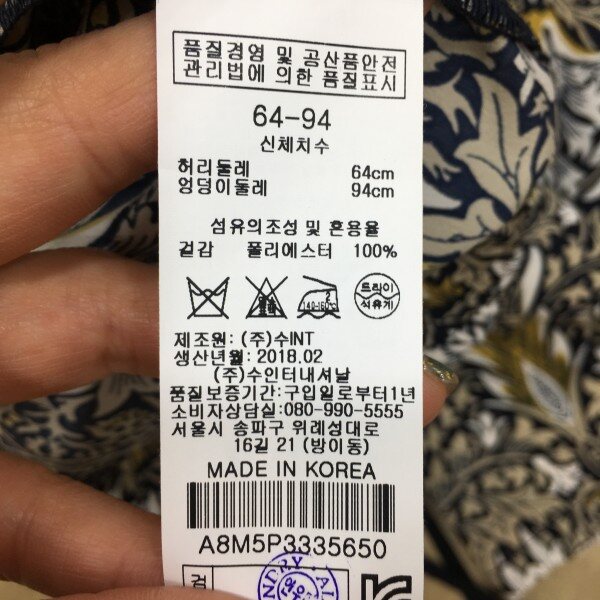 품질경영 및 공산품안전
관리법에 의한 품질표시
64-94
신체치수
허리둘레 64cm
엉덩이둘레 94cm
섬유의조성 및 혼용율
겉감 폴리에스터 100%
2
140-160℃
드라이
석유계
제조원: (주)수INT
생산년월: 2018.02
(주)수인터내셔날
품질보증기간:구입일로부터1년
소비자상담실:080-990-5555
서울시 송파구 위례성대로
16길 21 (방이동)
MADE IN KOREA
A8M5P3335650
검